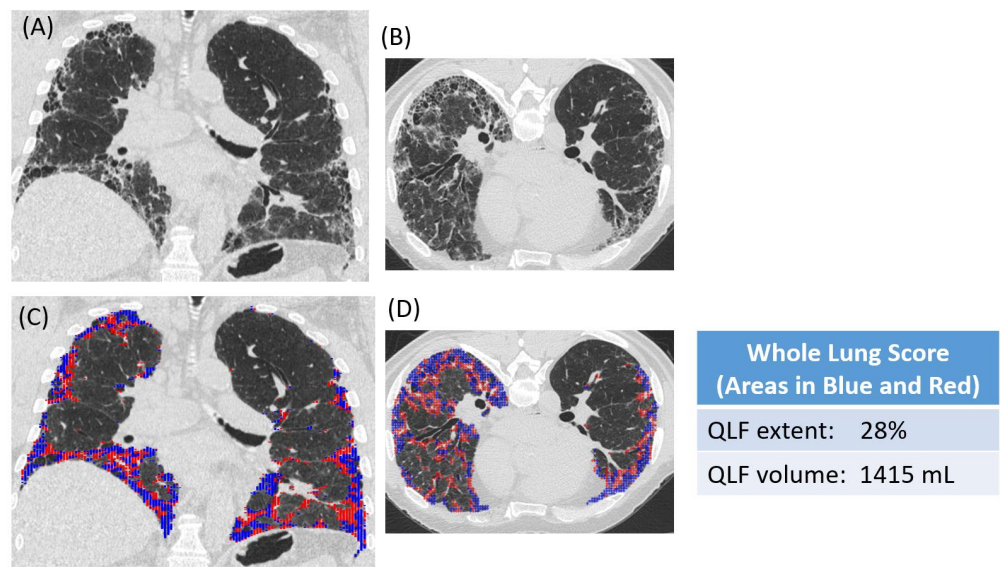 (A)
(B)
(C)
(D)
Whole Lung Score
(Areas in Blue and Red)
QLF extent: 28%
QLF volume: 1415 mL